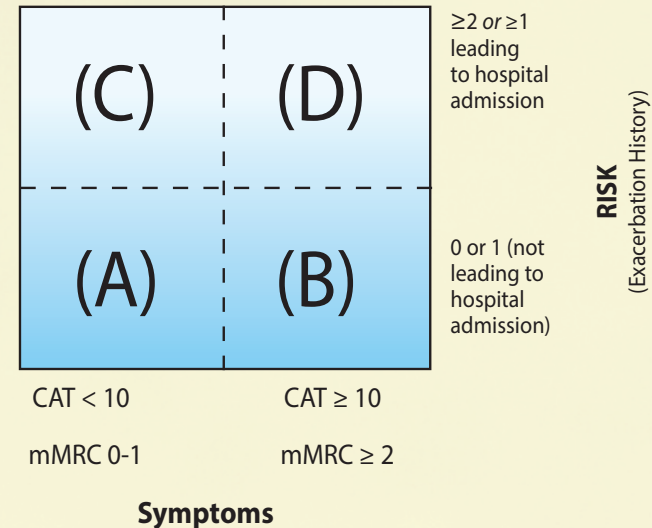 (C)
(D)
≥2 or ≥1
leading
to hospital
admission
(A)
(B)
0 or 1 (not
leading to
hospital
admission)
RISK
(Exacerbation History)
CAT < 10
CAT ≥ 10
mMRC 0-1
mMRC ≥ 2
Symptoms